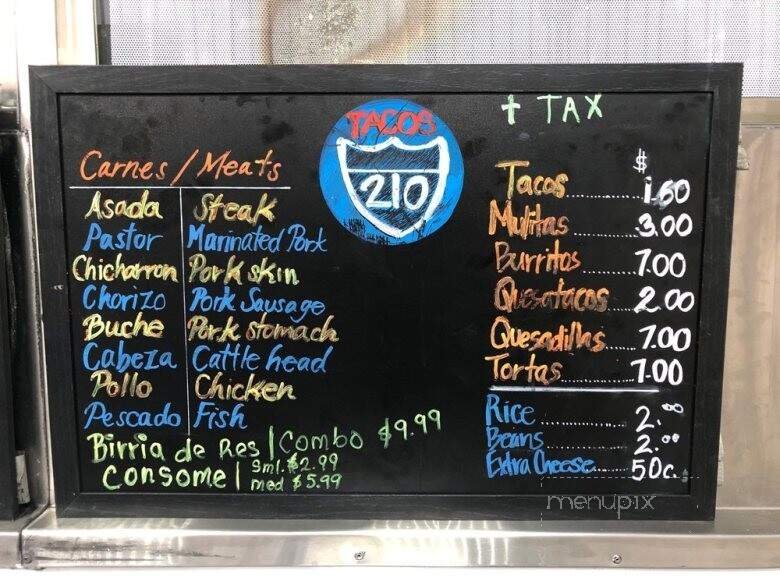 TACOS
210
+ TAX
Carnes / Meats
Asada Steak
Pastor Marinated Pork
Chicharron Pork skin
Chorizo Pork Sausage
Buche Pork stomach
Cabeza Cattle head
Pollo Chicken
Pescado Fish
Birria de Res | Combo $9.99
Consome | Sml. $2.99
med $5.99
$
Tacos 1.60
Mulitas 3.00
Burritos 7.00
Quesatacos 2.00
Quesadillas 7.00
Tortas 7.00
Rice 2.00
Beans 2.00
Extra Cheese 50c.
menupix